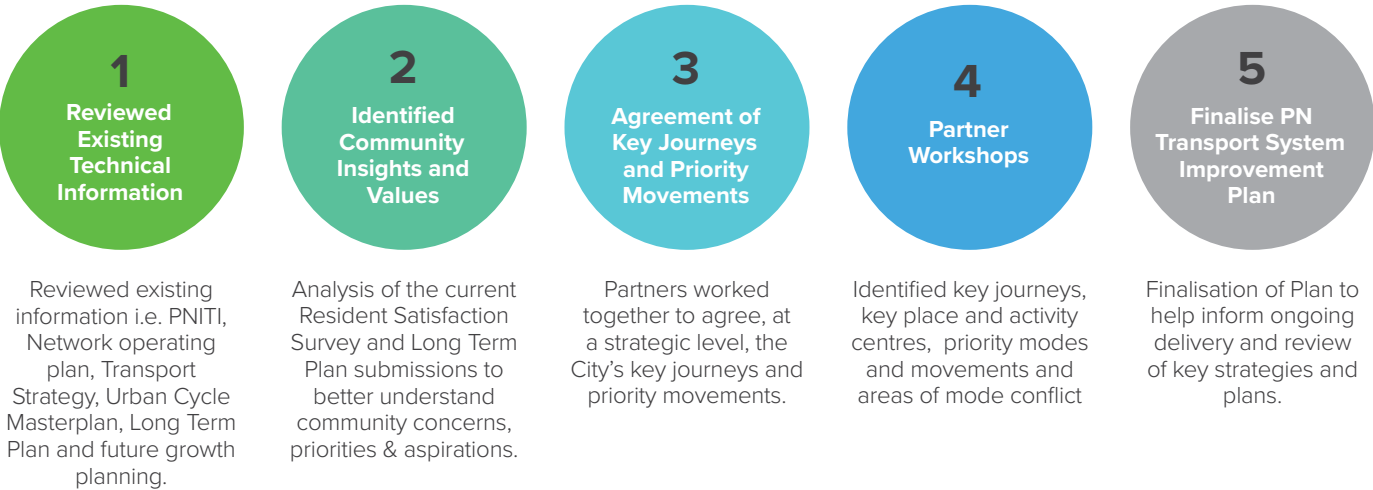 1
Reviewed
Existing
Technical
Information
Reviewed existing
information i.e. PNITI,
Network operating
plan, Transport
Strategy, Urban Cycle
Masterplan, Long Term
Plan and future growth
planning.
2
Identified
Community
Insights and
Values
Analysis of the current
Resident Satisfaction
Survey and Long Term
Plan submissions to
better understand
community concerns,
priorities & aspirations.
3
Agreement of
Key Journeys
and Priority
Movements
Partners worked
together to agree, at
a strategic level, the
City’s key journeys and
priority movements.
4
Partner
Workshops
Identified key journeys,
key place and activity
centres, priority modes
and movements and
areas of mode conflict
5
Finalise PN
Transport System
Improvement
Plan
Finalisation of Plan to
help inform ongoing
delivery and review
of key strategies and
plans.